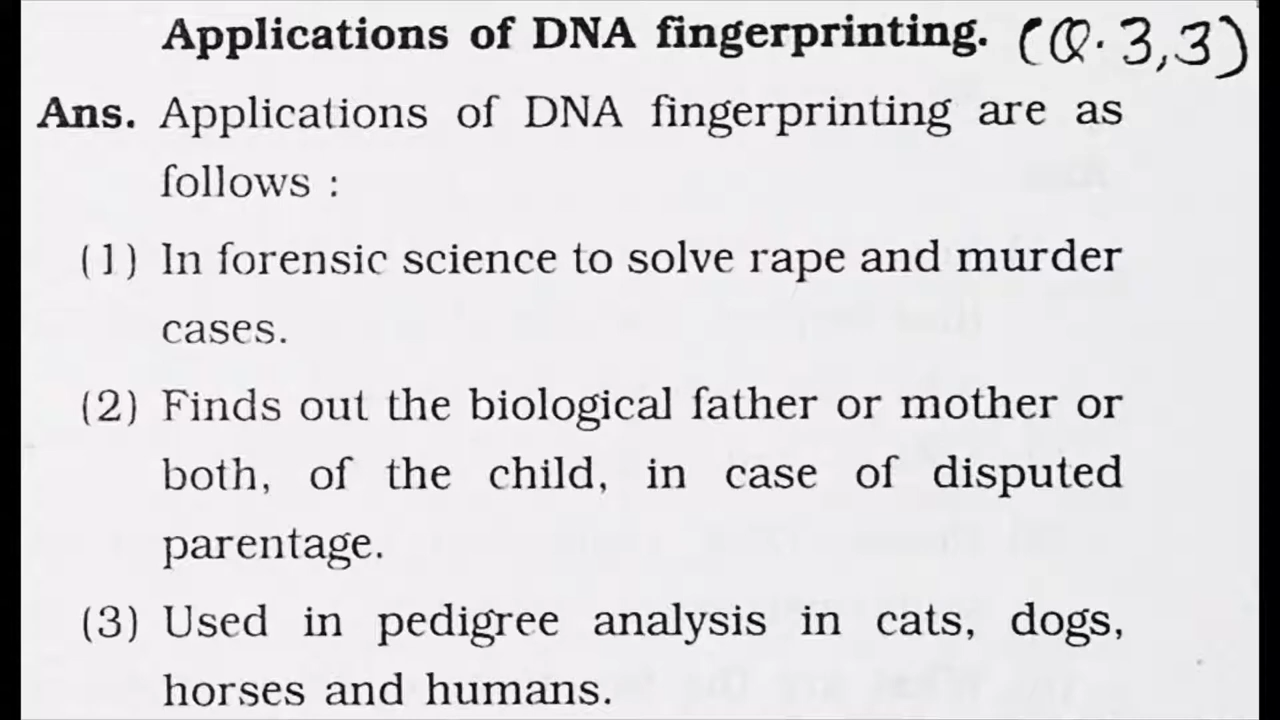 Applications of DNA fingerprinting. (Q. 3,3)
Ans. Applications of DNA fingerprinting are as
follows :
(1) In forensic science to solve rape and murder
cases.
(2) Finds out the biological father or mother or
both, of the child, in case of disputed
parentage.
(3) Used in pedigree analysis in cats, dogs,
horses and humans.